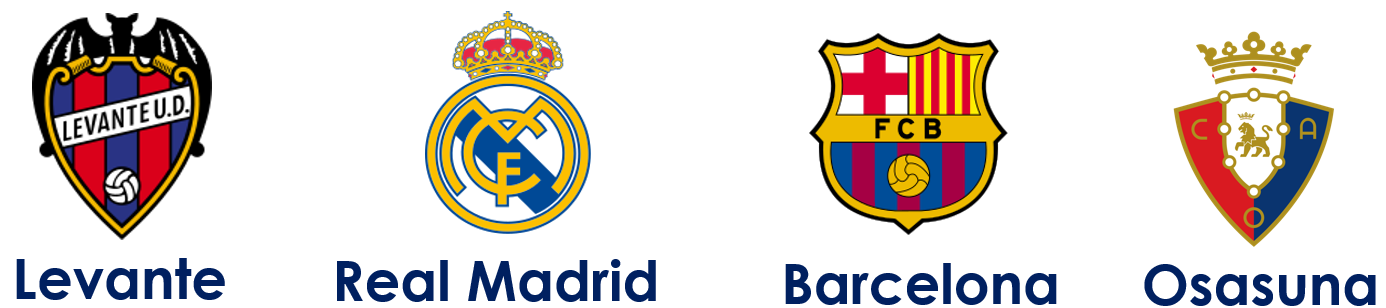 LEVANTE U.D.
FCB
C A
O
Levante
Real Madrid
Barcelona
Osasuna